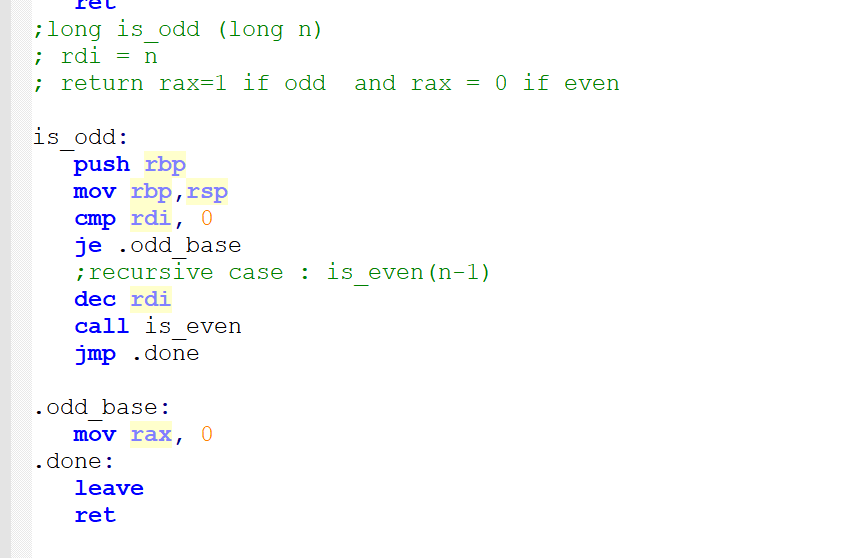 ret
;long is_odd (long n)
; rdi = n
; return rax=1 if odd  and rax = 0 if even
is_odd:
push rbp
mov rbp,rsp
cmp rdi, 0
je .odd_base
;recursive case : is_even(n-1)
dec rdi
call is_even
jmp .done
.odd_base:
mov rax, 0
.done:
leave
ret